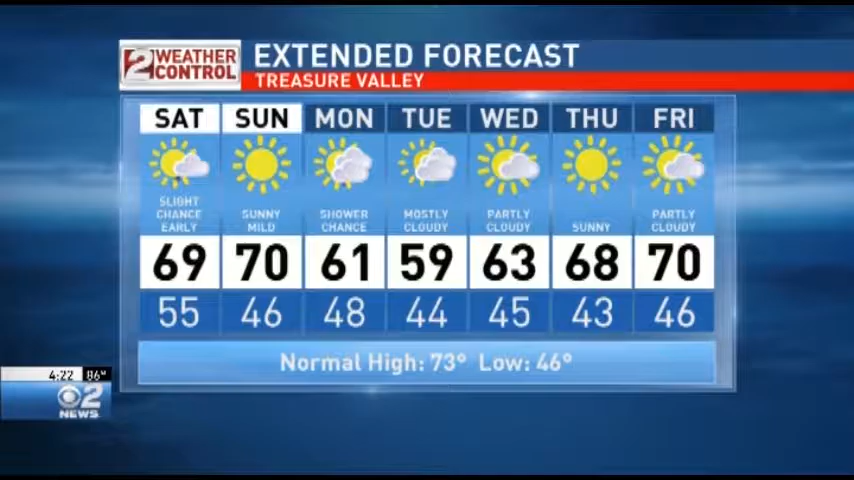 2 WEATHER CONTROL
EXTENDED FORECAST
TREASURE VALLEY
SAT SUN MON TUE WED THU FRI
SLIGHT CHANCE EARLY
SUNNY MILD
SHOWER CHANCE
MOSTLY CLOUDY
PARTLY CLOUDY
SUNNY
PARTLY CLOUDY
69 70 61 59 63 68 70
55 46 48 44 45 43 46
Normal High: 73° Low: 46°
4:22 86°
2
NEWS